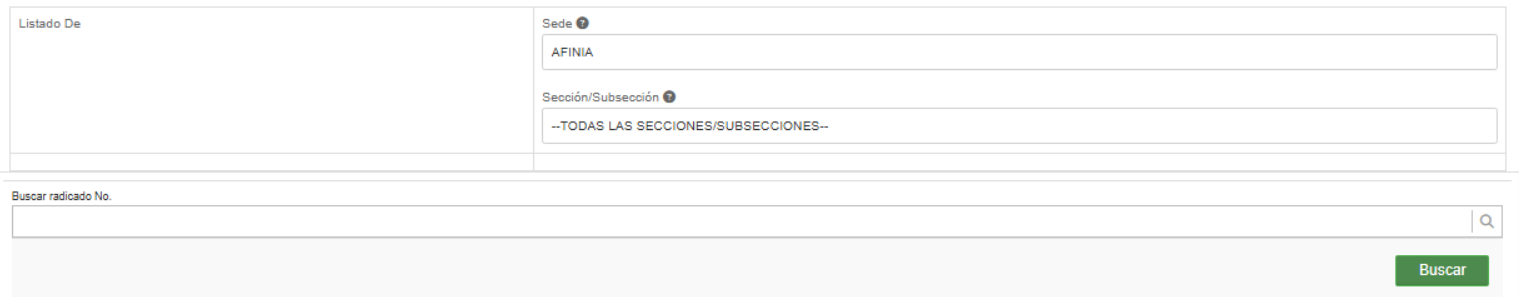 Listado De
Sede
AFINIA
Sección/Subsección
--TODAS LAS SECCIONES/SUBSECCIONES--
Buscar radicado No.
Buscar